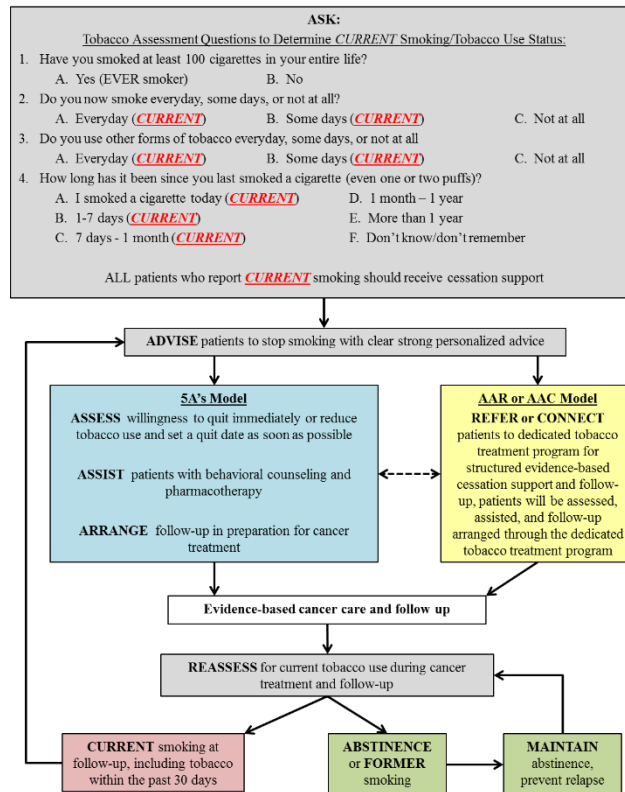 ASK:
Tobacco Assessment Questions to Determine CURRENT Smoking/Tobacco Use Status:
1. Have you smoked at least 100 cigarettes in your entire life?
A. Yes (EVER smoker) B. No
2. Do you now smoke everyday, some days, or not at all?
A. Everyday (CURRENT) B. Some days (CURRENT) C. Not at all
3. Do you use other forms of tobacco everyday, some days, or not at all
A. Everyday (CURRENT) B. Some days (CURRENT) C. Not at all
4. How long has it been since you last smoked a cigarette (even one or two puffs)?
A. I smoked a cigarette today (CURRENT) D. 1 month – 1 year
B. 1-7 days (CURRENT) E. More than 1 year
C. 7 days - 1 month (CURRENT) F. Don't know/don't remember
ALL patients who report CURRENT smoking should receive cessation support
ADVISE patients to stop smoking with clear strong personalized advice
5A's Model
ASSESS willingness to quit immediately or reduce
tobacco use and set a quit date as soon as possible
ASSIST patients with behavioral counseling and
pharmacotherapy
ARRANGE follow-up in preparation for cancer
treatment
AAR or AAC Model
REFER or CONNECT
patients to dedicated tobacco
treatment program for
structured evidence-based
cessation support and follow-
up, patients will be assessed,
assisted, and follow-up
arranged through the dedicated
tobacco treatment program
Evidence-based cancer care and follow up
REASSESS for current tobacco use during cancer
treatment and follow-up
CURRENT smoking at
follow-up, including tobacco
within the past 30 days
ABSTINENCE
or FORMER
smoking
MAINTAIN
abstinence,
prevent relapse